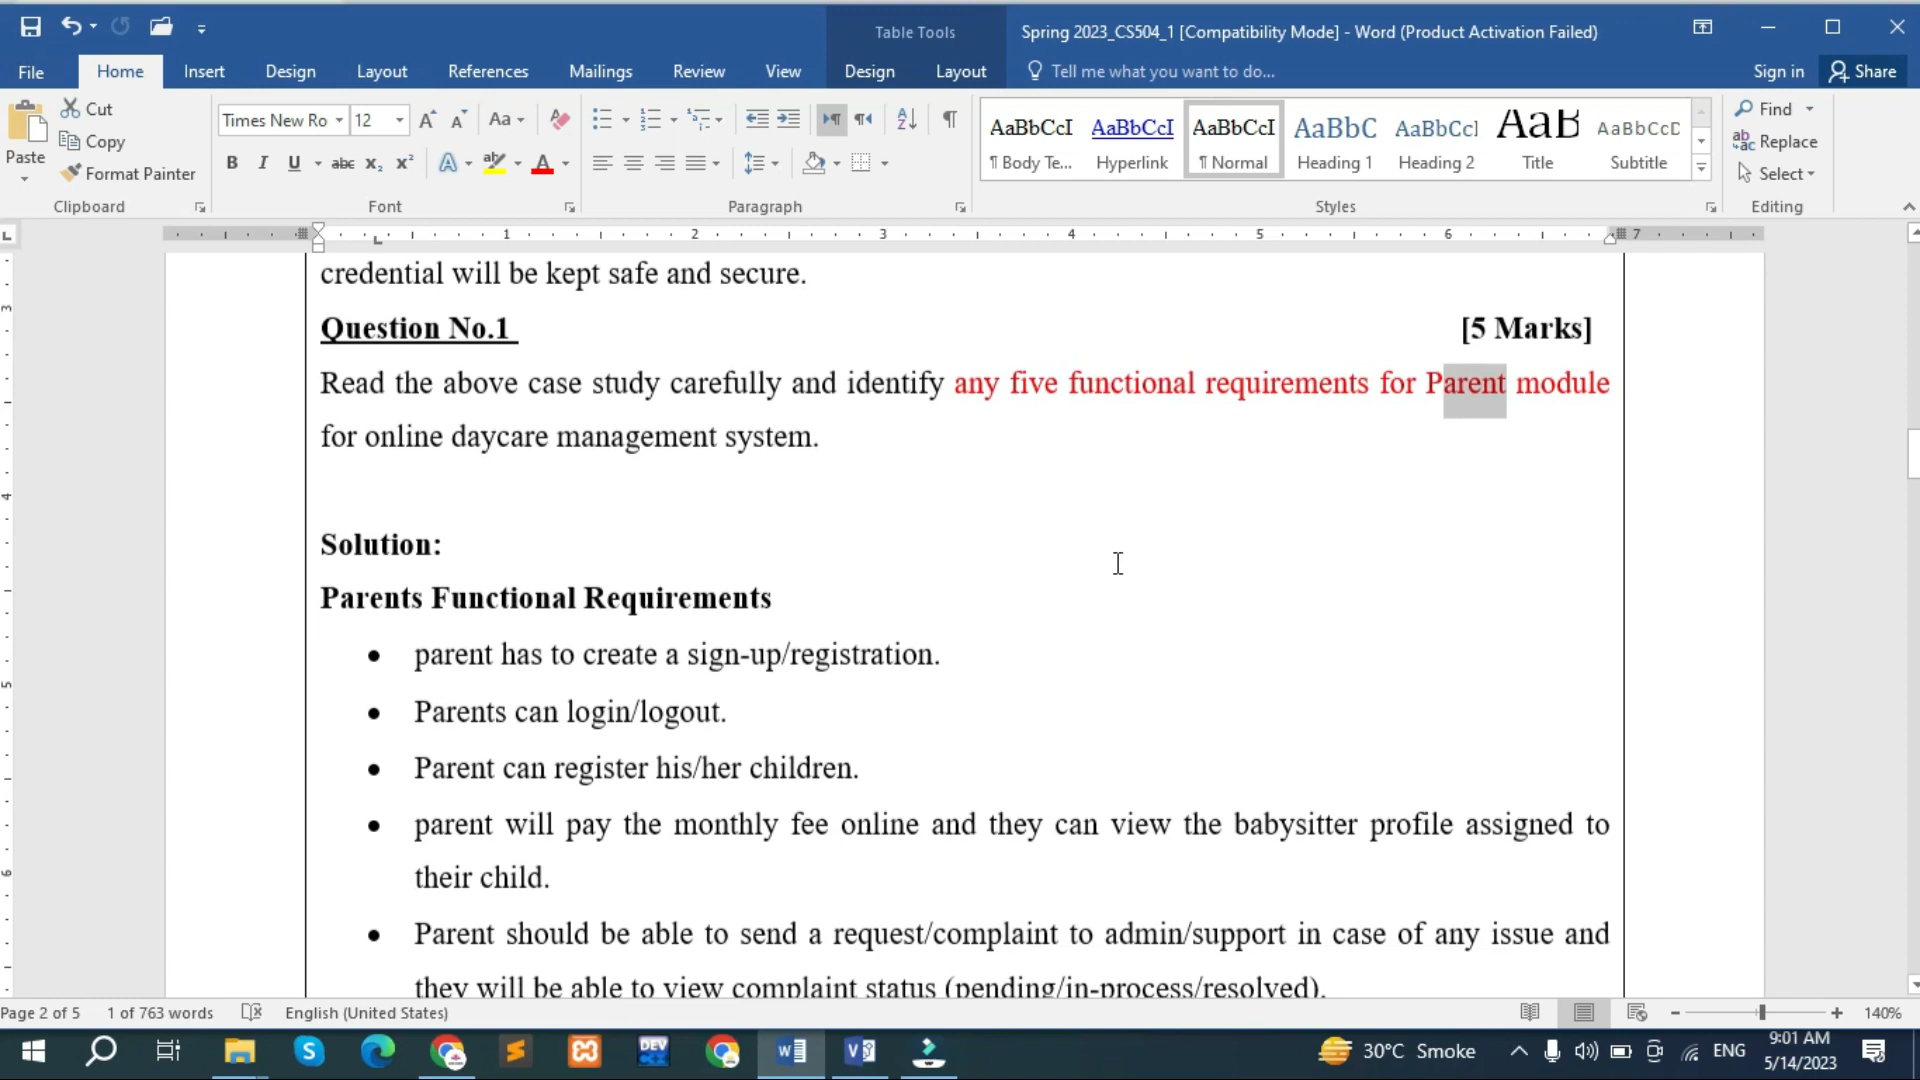 Table Tools
Spring 2023_CS504_1 [Compatibility Mode] - Word (Product Activation Failed)
File
Home
Insert
Design
Layout
References
Mailings
Review
View
Design
Layout
Tell me what you want to do...
Sign in
Share
Paste
Cut
Copy
Format Painter
Times New Ro
12
Clipboard
Font
Paragraph
AaBbCcI
¶ Body Te...
AaBbCcI
Hyperlink
AaBbCcI
¶ Normal
AaBbC
Heading 1
AaBbCcI
Heading 2
AaB
Title
AaBbCcD
Subtitle
Styles
Find
Replace
Select
Editing
1 2 3 4 5 6 7
credential will be kept safe and secure.
Question No.1 [5 Marks]
Read the above case study carefully and identify any five functional requirements for Parent module
for online daycare management system.
Solution:
Parents Functional Requirements
• parent has to create a sign-up/registration.
• Parents can login/logout.
• Parent can register his/her children.
• parent will pay the monthly fee online and they can view the babysitter profile assigned to
their child.
• Parent should be able to send a request/complaint to admin/support in case of any issue and
they will be able to view complaint status (pending/in-process/resolved).
Page 2 of 5
1 of 763 words
English (United States)
140%
30°C Smoke
ENG
9:01 AM
5/14/2023